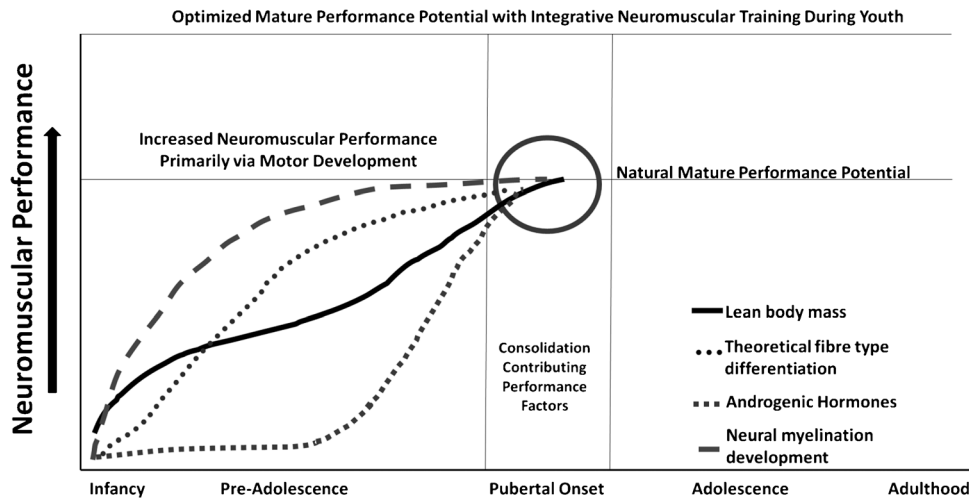 Optimized Mature Performance Potential with Integrative Neuromuscular Training During Youth
Neuromuscular Performance
Increased Neuromuscular Performance
Primarily via Motor Development
Natural Mature Performance Potential
Consolidation
Contributing
Performance
Factors
Lean body mass
Theoretical fibre type
differentiation
Androgenic Hormones
Neural myelination
development
Infancy
Pre-Adolescence
Pubertal Onset
Adolescence
Adulthood